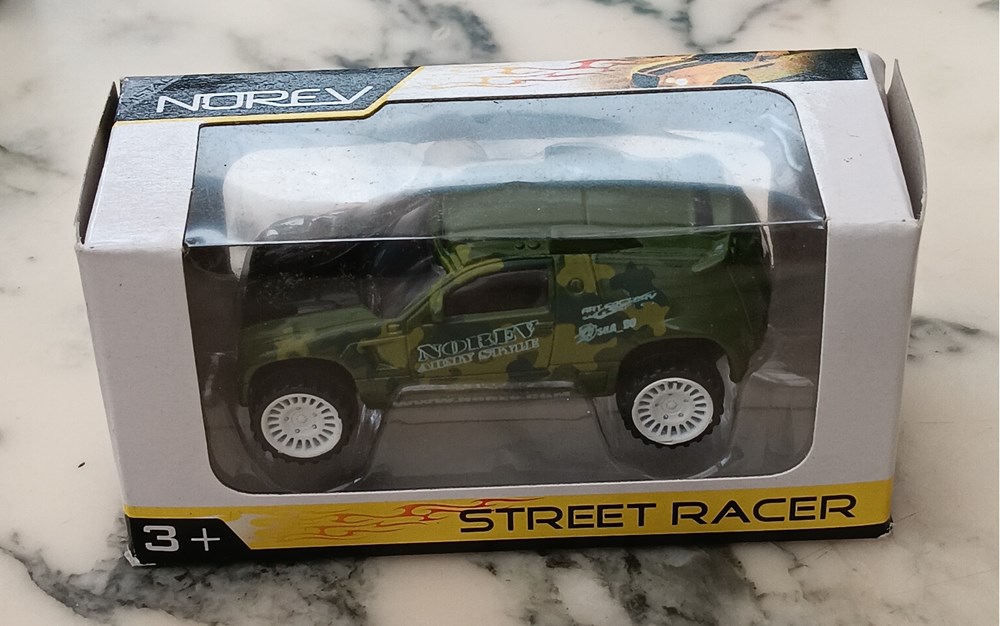 NOREV
NOREV
ARMY STYLE
3+
STREET RACER